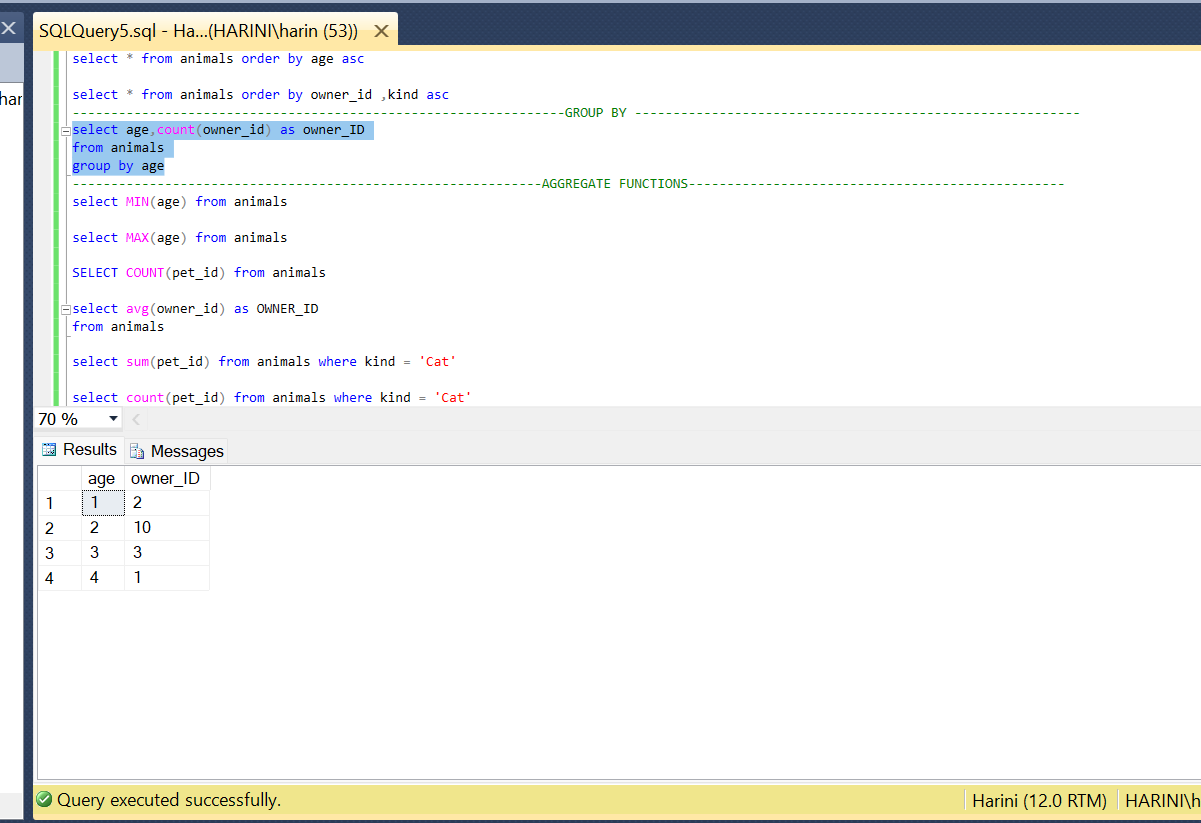 SQLQuery5.sql - Ha...(HARINI\harin (53))
har
select * from animals order by age asc
select * from animals order by owner_id ,kind asc
----------------------------------------------------------------GROUP BY ----------------------------------------------------------
select age,count(owner_id) as owner_ID
from animals
group by age
-------------------------------------------------------------AGGREGATE FUNCTIONS-------------------------------------------------
select MIN(age) from animals
select MAX(age) from animals
SELECT COUNT(pet_id) from animals
select avg(owner_id) as OWNER_ID
from animals
select sum(pet_id) from animals where kind = 'Cat'
select count(pet_id) from animals where kind = 'Cat'
70 %
Results Messages
age owner_ID
1 1 2
2 2 10
3 3 3
4 4 1
Query executed successfully.
Harini (12.0 RTM) HARINI\h